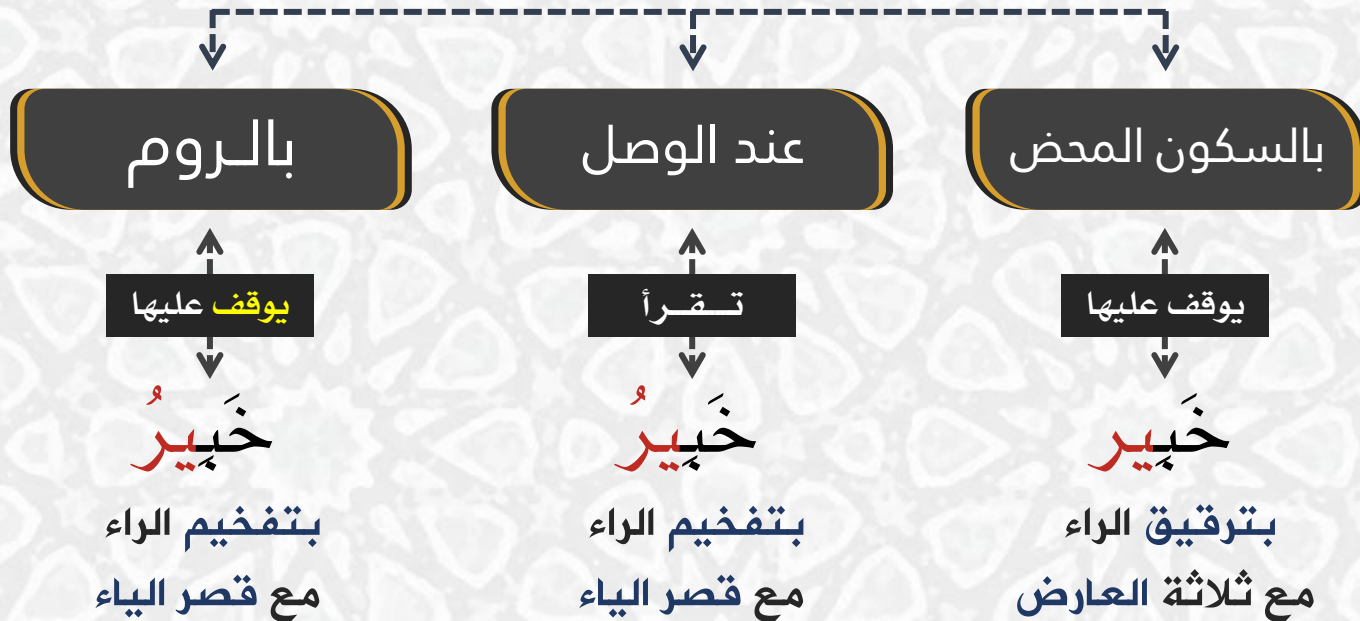 بالسكون المحض
عند الوصل
بالـروم
يوقف عليها
تــقــرأ
يوقف عليها
خَبِير
خَبِيرُ
خَبِيرُ
بترقيق الراء
مع ثلاثة العارض
بتفخيم الراء
مع قصر الياء
بتفخيم الراء
مع قصر الياء